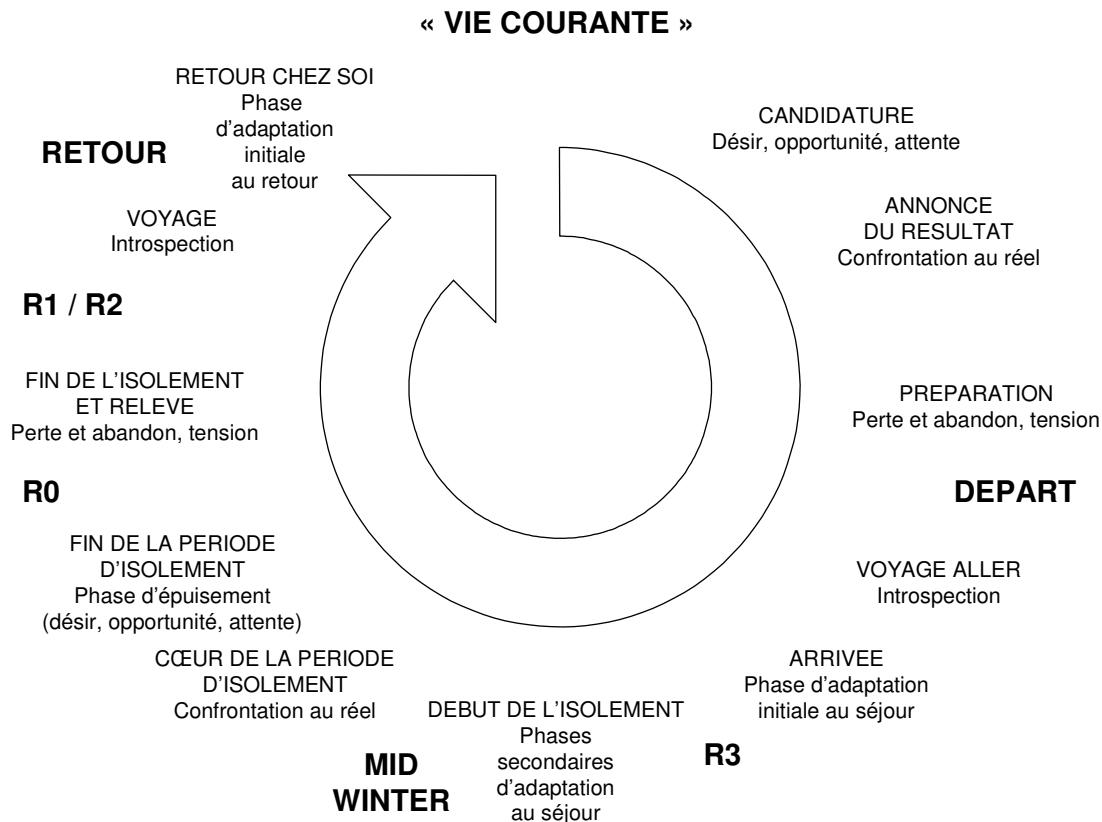 « VIE COURANTE »
CANDIDATURE
Désir, opportunité, attente
ANNONCE
DU RESULTAT
Confrontation au réel
PREPARATION
Perte et abandon, tension
DEPART
VOYAGE ALLER
Introspection
ARRIVEE
Phase d'adaptation
initiale au séjour
R3
DEBUT DE L'ISOLEMENT
Phases
secondaires
d'adaptation
au séjour
MID
WINTER
CŒUR DE LA PERIODE
D'ISOLEMENT
Confrontation au réel
FIN DE LA PERIODE
D'ISOLEMENT
Phase d'épuisement
(désir, opportunité, attente)
R0
FIN DE L'ISOLEMENT
ET RELEVE
Perte et abandon, tension
R1 / R2
VOYAGE
Introspection
RETOUR
RETOUR CHEZ SOI
Phase
d'adaptation
initiale
au retour